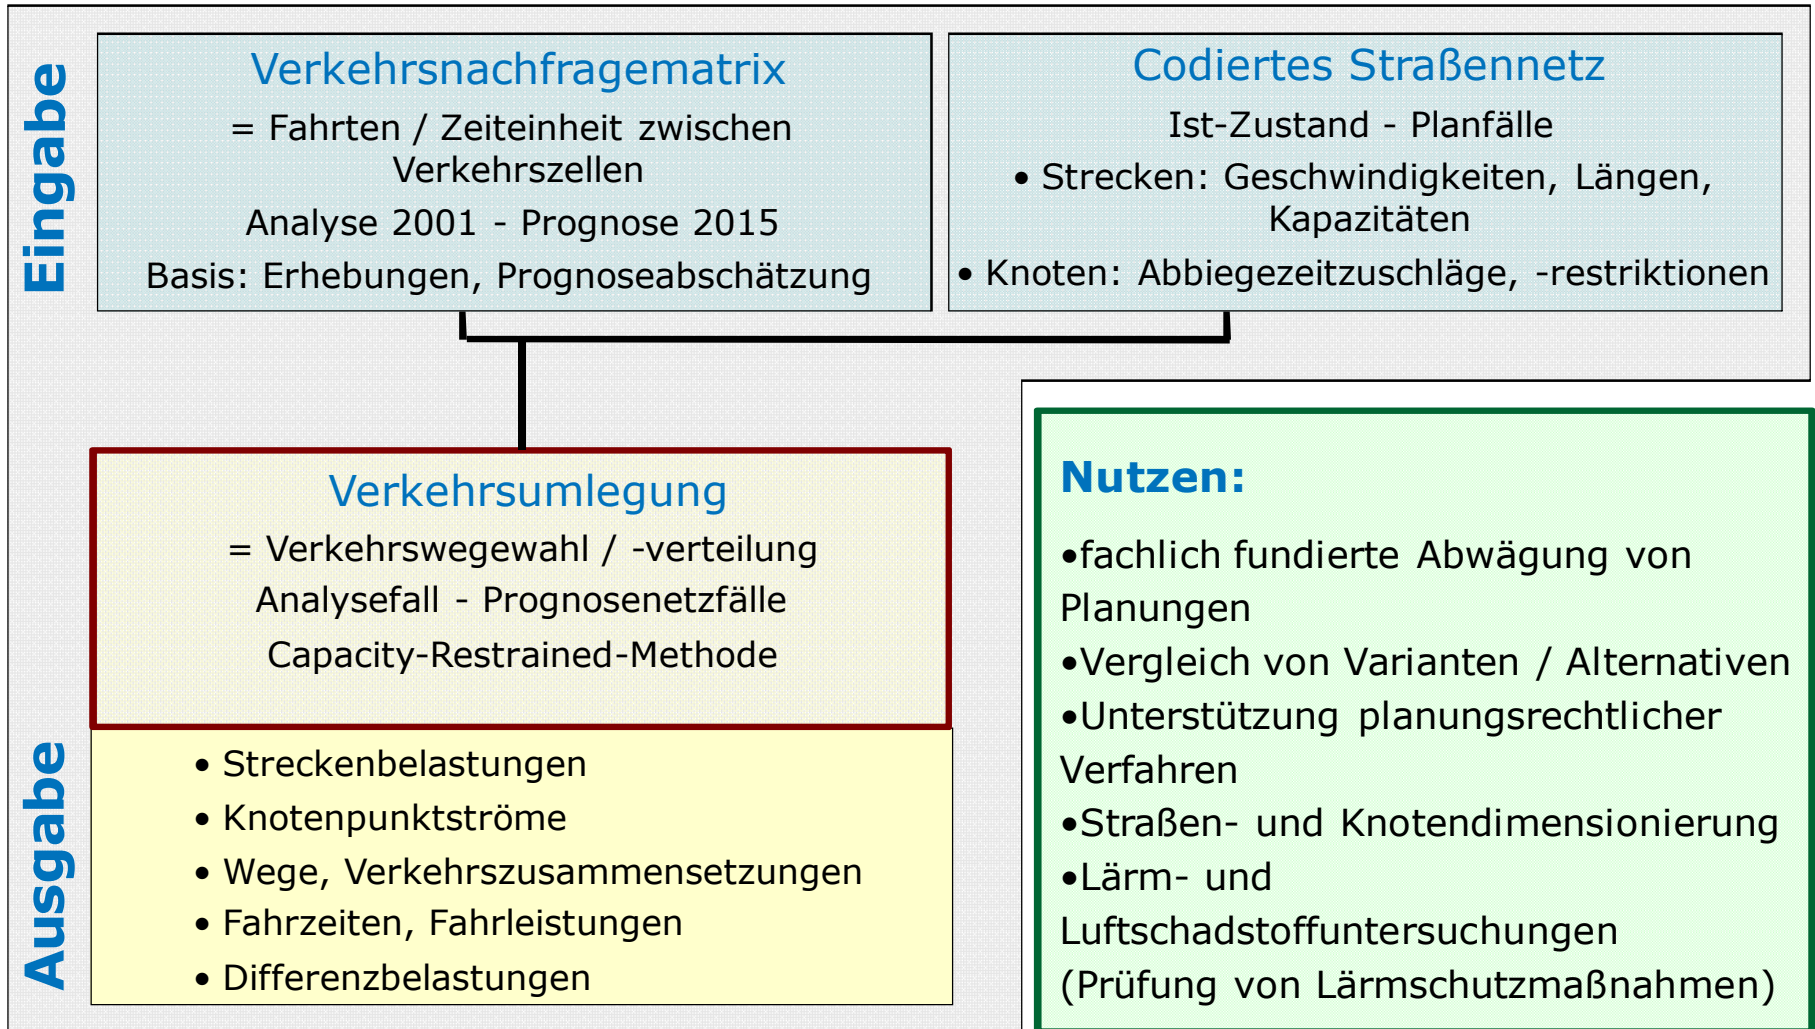 Eingabe
Verkehrsnachfragematrix
= Fahrten / Zeiteinheit zwischen
Verkehrszellen
Analyse 2001 - Prognose 2015
Basis: Erhebungen, Prognoseabschätzung
Codiertes Straßennetz
Ist-Zustand - Planfälle
• Strecken: Geschwindigkeiten, Längen,
Kapazitäten
• Knoten: Abbiegezeitzuschläge, -restriktionen
Verkehrsumlegung
= Verkehrswegewahl / -verteilung
Analysefall - Prognosenetzfälle
Capacity-Restrained-Methode
Ausgabe
• Streckenbelastungen
• Knotenpunktströme
• Wege, Verkehrszusammensetzungen
• Fahrzeiten, Fahrleistungen
• Differenzbelastungen
Nutzen:
•fachlich fundierte Abwägung von
Planungen
•Vergleich von Varianten / Alternativen
•Unterstützung planungsrechtlicher
Verfahren
•Straßen- und Knotendimensionierung
•Lärm- und
Luftschadstoffuntersuchungen
(Prüfung von Lärmschutzmaßnahmen)